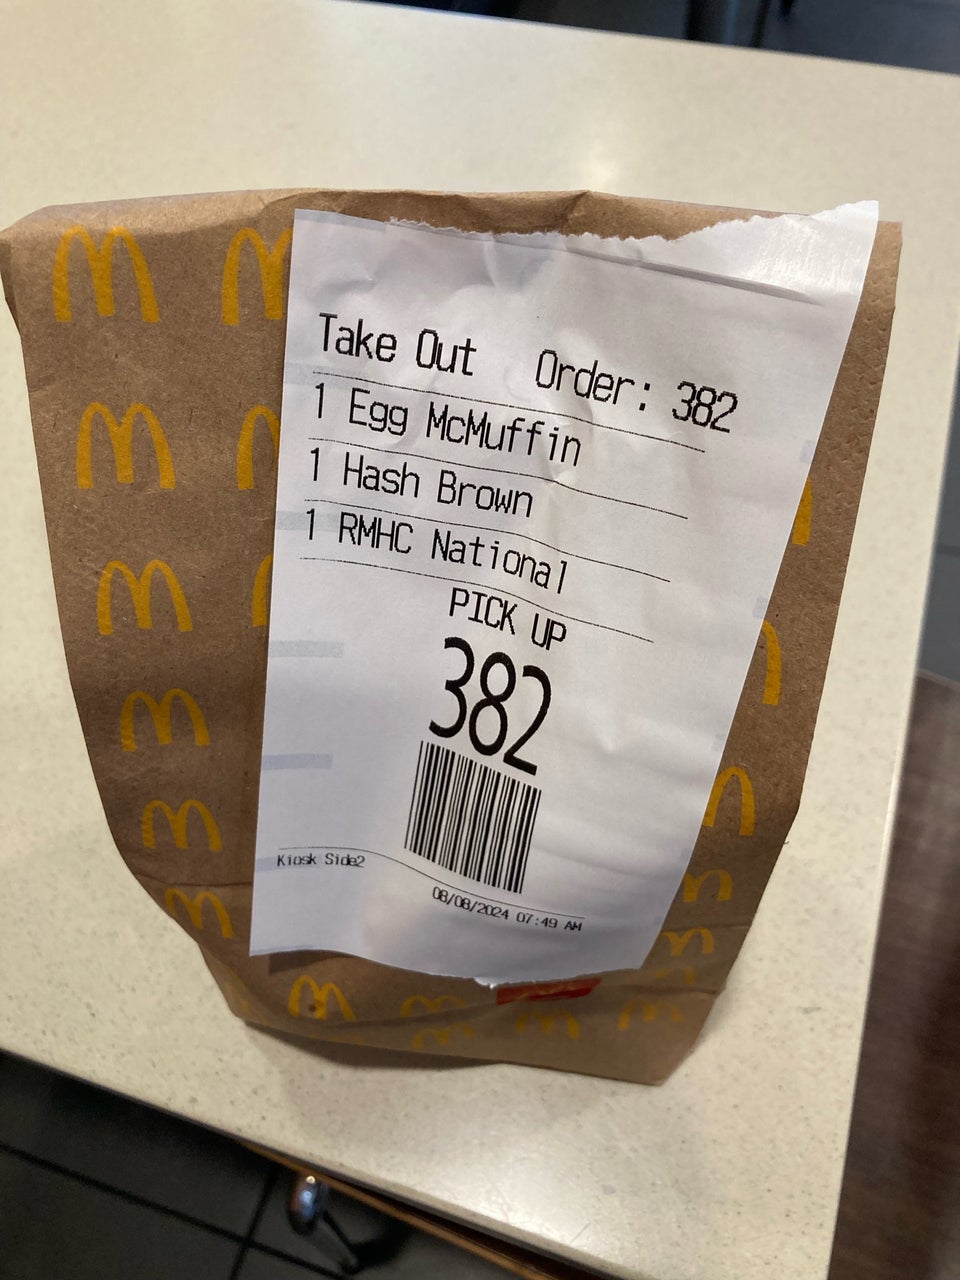 Take Out Order: 382
1 Egg McMuffin
1 Hash Brown
1 RMHC National
PICK UP
382
Kiosk Side2
08/08/2024 07:49 AM